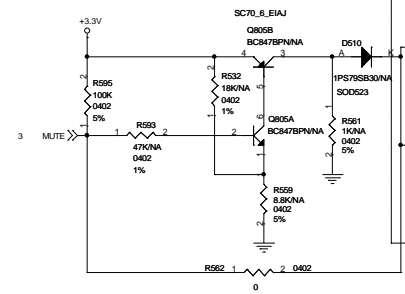 SC70_6_EIAJ
+3.3V
Q805B
BC847BPN/NA
4
3
D510
A
K
1PS79SB30/NA
SOD523
2
R595
100K
0402
5%
1
2
R532
18K/NA
0402
1%
1
5
6
Q805A
BC847BPN/NA
1
R561
1K/NA
0402
5%
2
3
MUTE
1
R593
2
47K/NA
0402
1%
2
1
1
R559
8.8K/NA
0402
5%
2
R562
1
2
0402
0